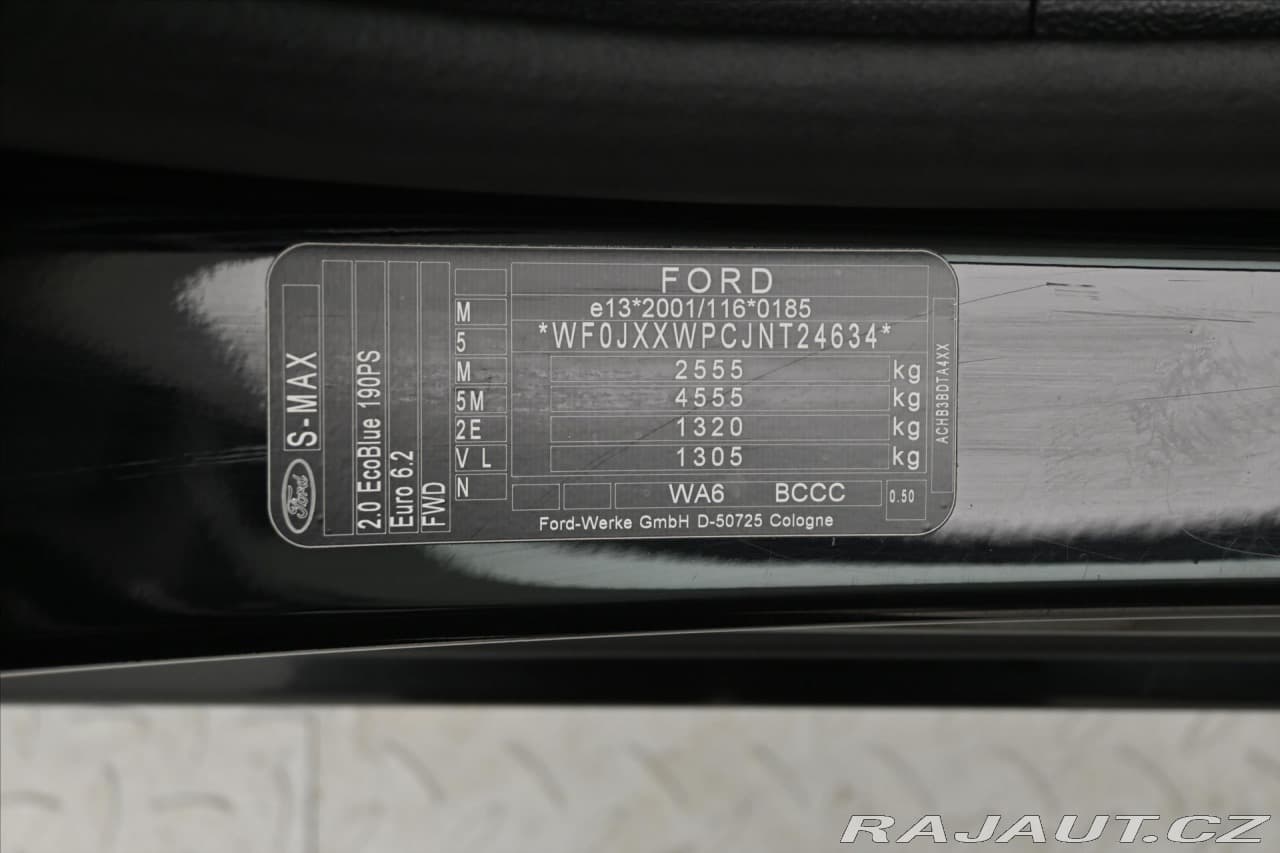 Ford
S-MAX
2.0 EcoBlue 190PS
Euro 6.2
FWD
M
5
M
5M
2E
V L
N
FORD
e13*2001/116*0185
*WF0JXXWPCJNT24634*
2555 kg
4555 kg
1320 kg
1305 kg
WA6 BCCC 0.50
Ford-Werke GmbH D-50725 Cologne
ACHB3BDTA4XX
RAJAUT.CZ